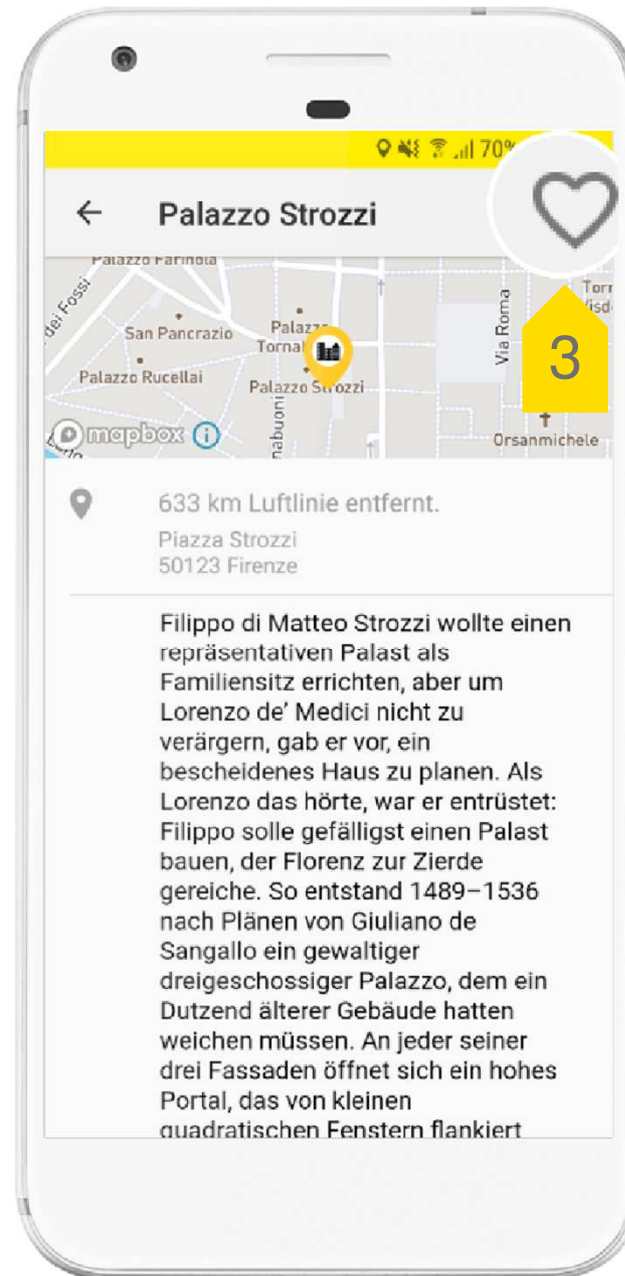 70%
Palazzo Strozzi
Palazzo Farinola
dei Fossi
San Pancrazio
Palazzo
Via Roma
3
Palazzo Rucellai
Palazzo Strozzi
mapbox
Orsanmichele
633 km Luftlinie entfernt.
Piazza Strozzi
50123 Firenze
Filippo di Matteo Strozzi wollte einen
repräsentativen Palast als
Familiensitz errichten, aber um
Lorenzo de’ Medici nicht zu
verärgern, gab er vor, ein
bescheidenes Haus zu planen. Als
Lorenzo das hörte, war er entrüstet:
Filippo solle gefälligst einen Palast
bauen, der Florenz zur Zierde
gereiche. So entstand 1489–1536
nach Plänen von Giuliano de
Sangallo ein gewaltiger
dreigeschossiger Palazzo, dem ein
Dutzend älterer Gebäude hatten
weichen müssen. An jeder seiner
drei Fassaden öffnet sich ein hohes
Portal, das von kleinen
quadratischen Fenstern flankiert